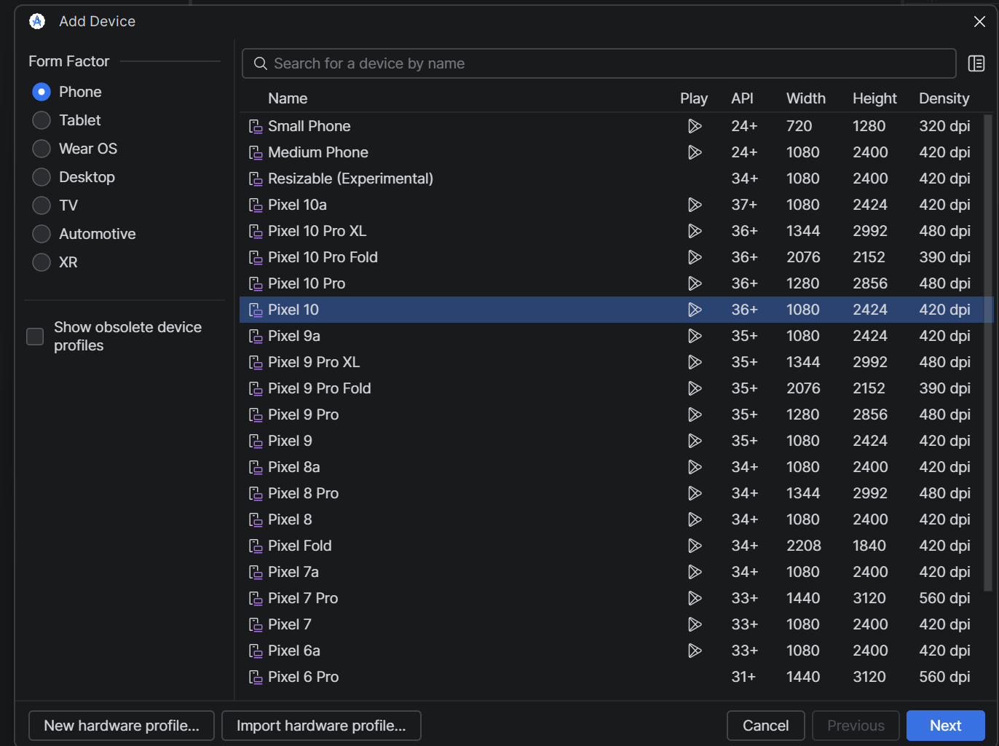 Add Device
Form Factor
Phone
Tablet
Wear OS
Desktop
TV
Automotive
XR
Show obsolete device
profiles
Search for a device by name
Name Play API Width Height Density
Small Phone 24+ 720 1280 320 dpi
Medium Phone 24+ 1080 2400 420 dpi
Resizable (Experimental) 34+ 1080 2400 420 dpi
Pixel 10a 37+ 1080 2424 420 dpi
Pixel 10 Pro XL 36+ 1344 2992 480 dpi
Pixel 10 Pro Fold 36+ 2076 2152 390 dpi
Pixel 10 Pro 36+ 1280 2856 480 dpi
Pixel 10 36+ 1080 2424 420 dpi
Pixel 9a 35+ 1080 2424 420 dpi
Pixel 9 Pro XL 35+ 1344 2992 480 dpi
Pixel 9 Pro Fold 35+ 2076 2152 390 dpi
Pixel 9 Pro 35+ 1280 2856 480 dpi
Pixel 9 35+ 1080 2424 420 dpi
Pixel 8a 34+ 1080 2400 420 dpi
Pixel 8 Pro 34+ 1344 2992 480 dpi
Pixel 8 34+ 1080 2400 420 dpi
Pixel Fold 34+ 2208 1840 420 dpi
Pixel 7a 34+ 1080 2400 420 dpi
Pixel 7 Pro 33+ 1440 3120 560 dpi
Pixel 7 33+ 1080 2400 420 dpi
Pixel 6a 33+ 1080 2400 420 dpi
Pixel 6 Pro 31+ 1440 3120 560 dpi
New hardware profile... Import hardware profile... Cancel Previous Next